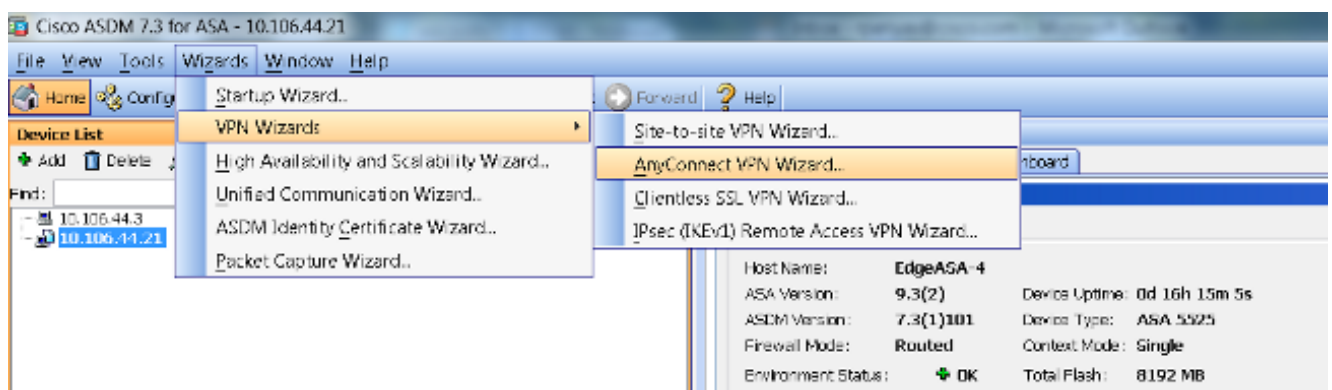 Cisco ASDM 7.3 for ASA - 10.106.44.21
File View Tools Wizards Window Help
Home Config Forward Help
Startup Wizard...
Device List
VPN Wizards
Site-to-site VPN Wizard...
Add Delete
High Availability and Scalability Wizard...
AnyConnect VPN Wizard...
hboard
Find:
Unified Communication Wizard...
Clientless SSL VPN Wizard...
10.106.44.3
ASDM Identity Certificate Wizard...
IPsec (IKEv1) Remote Access VPN Wizard...
10.106.44.21
Packet Capture Wizard...
Host Name: EdgeASA-4
ASA Version: 9.3(2) Device Uptime: 0d 16h 15m 5s
ASDM Version: 7.3(1)101 Device Type: ASA 5525
Firewall Mode: Routed Context Mode: Single
Environment Status: OK Total Flash: 8192 MB